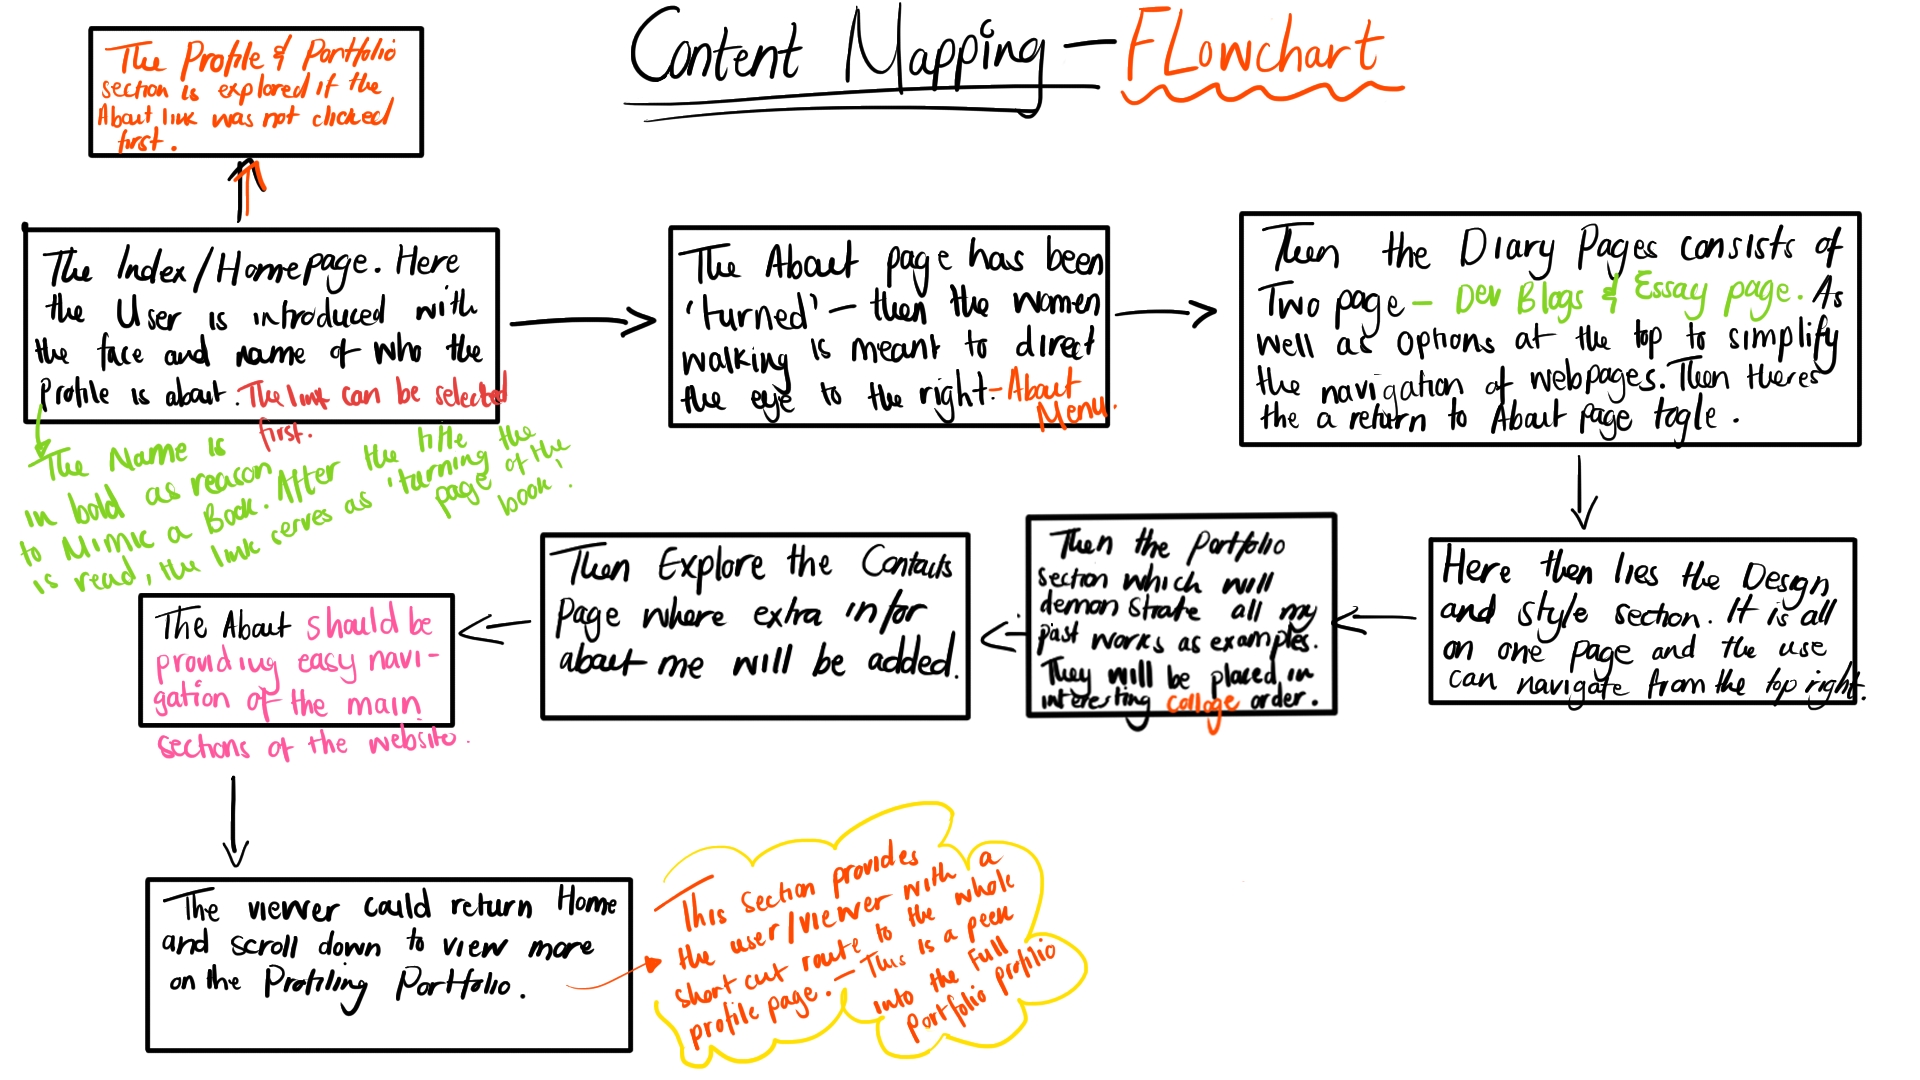 Content Mapping — FLowchart
The Profile & Portfolio
section is explored if the
About link was not clicked
first.
The Index/Homepage. Here
the User is introduced with
the face and name of who the
Profile is about. The link can be selected
first.
The Name is
in bold as reason
to Mimic a Book. After the title
is read, the link serves as 'turning the
page of the
book'.
The About page has been
'turned' – then the women
walking is meant to direct
the eye to the right – About
Menu.
Then the Diary Pages consists of
Two page – Dev Blogs & Essay page. As
well as options at the top to simplify
the navigation of webpages. Then theres
the a return to About page togle.
Here then lies the Design
and style section. It is all
on one page and the use
can navigate from the top right.
Then the Portfolio
section which will
demonstrate all my
past works as examples.
They will be placed in
interesting colloge order.
Then Explore the Contacts
Page where extra infor
about me will be added.
The About should be
providing easy navi-
gation of the main
sections of the website.
The viewer could return Home
and scroll down to view more
on the Profiling Portfolio.
This section provides
the user/viewer with a
short cut route to the whole
profile page. – This is a peek
into the Full
portfolio profilio